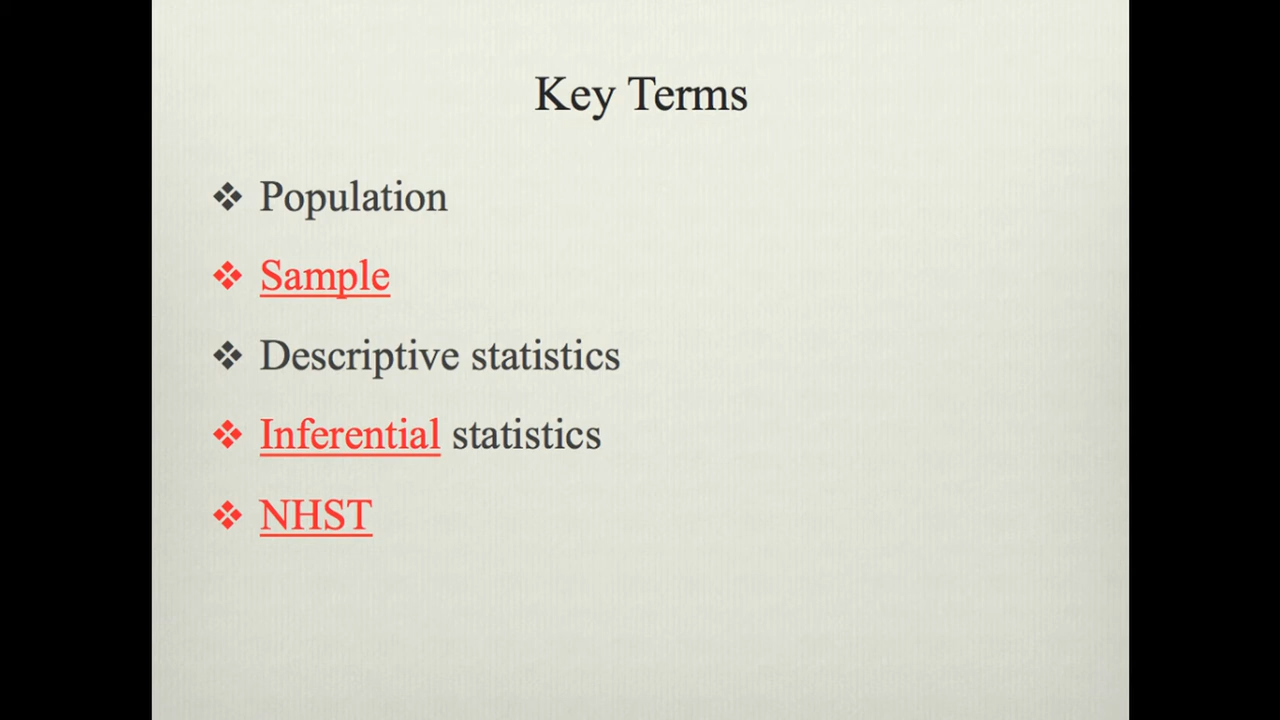 Key Terms
❖ Population
❖ Sample
❖ Descriptive statistics
❖ Inferential statistics
❖ NHST